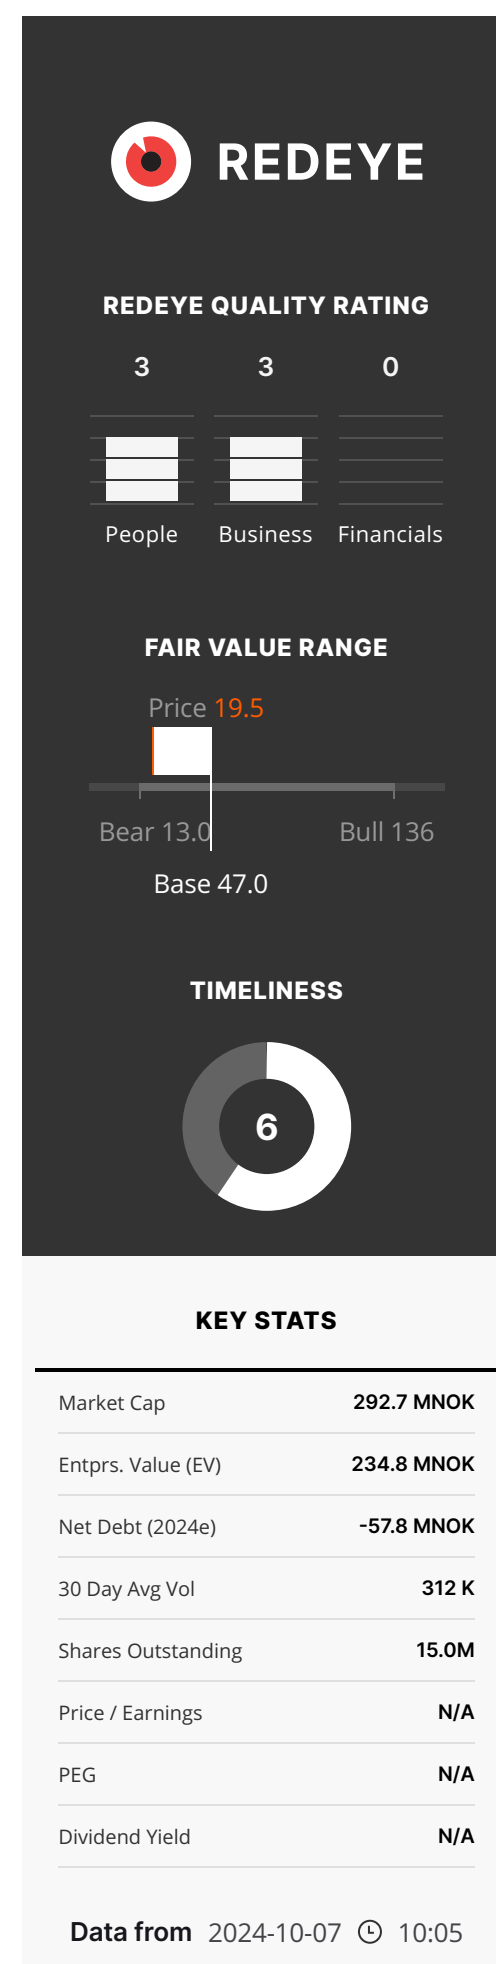 REDEYE
REDEYE QUALITY RATING
3 3 0
People Business Financials
FAIR VALUE RANGE
Price 19.5
Bear 13.0 Bull 136
Base 47.0
TIMELINESS
6
KEY STATS
Market Cap 292.7 MNOK
Entprs. Value (EV) 234.8 MNOK
Net Debt (2024e) -57.8 MNOK
30 Day Avg Vol 312 K
Shares Outstanding 15.0M
Price / Earnings N/A
PEG N/A
Dividend Yield N/A
Data from 2024-10-07 10:05